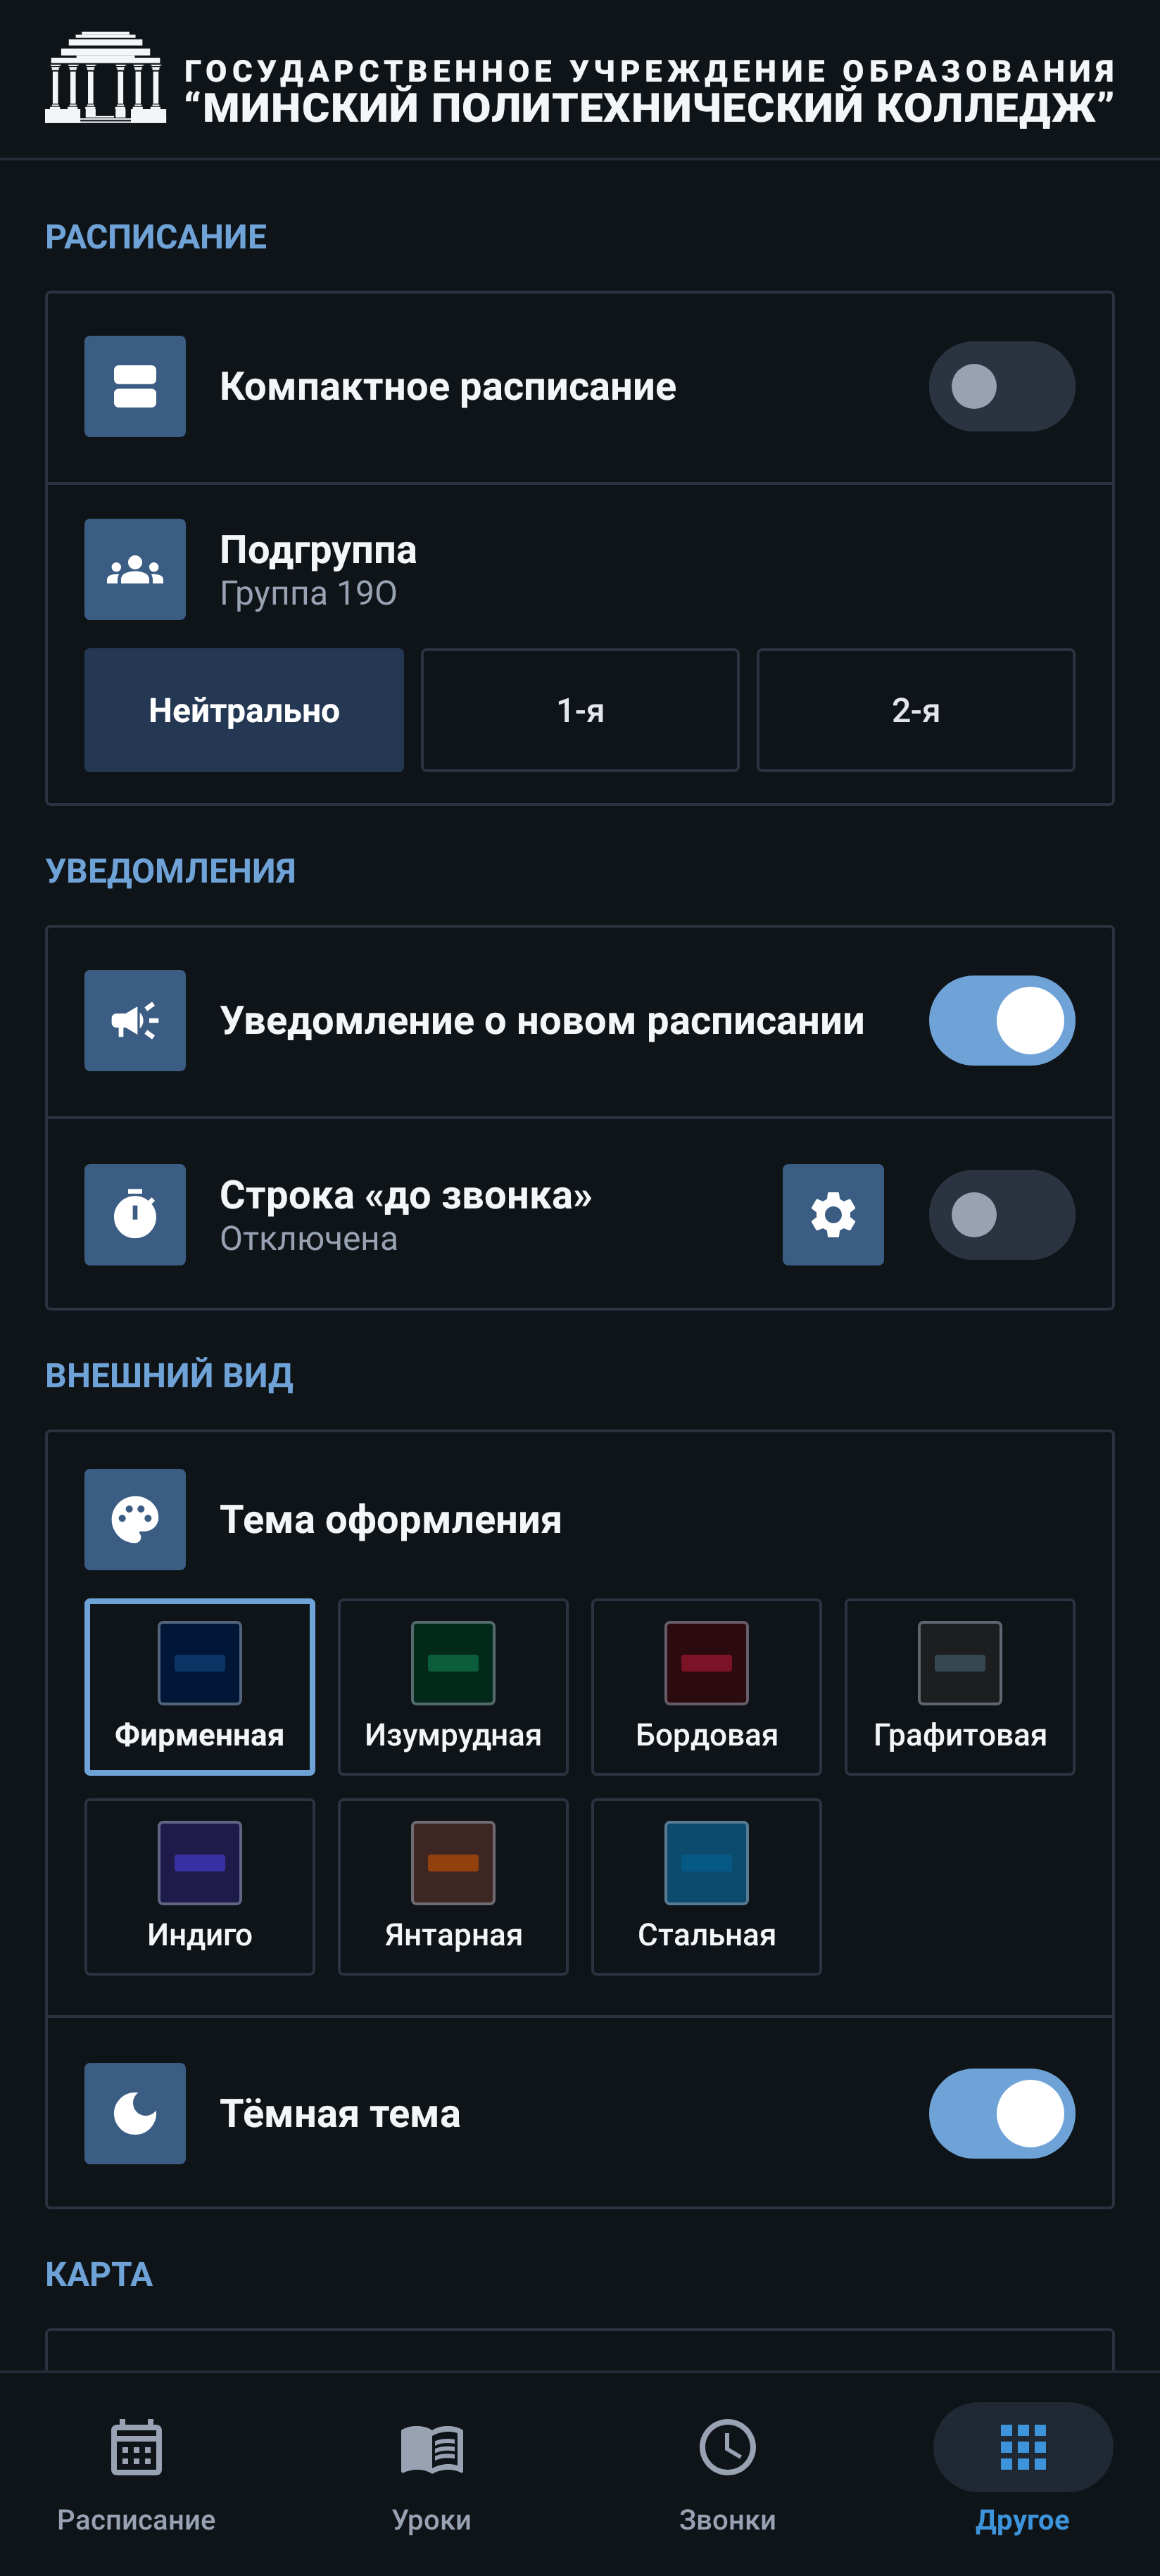 ГОСУДАРСТВЕННОЕ УЧРЕЖДЕНИЕ ОБРАЗОВАНИЯ
“МИНСКИЙ ПОЛИТЕХНИЧЕСКИЙ КОЛЛЕДЖ”
РАСПИСАНИЕ
Компактное расписание
Подгруппа
Группа 19О
Нейтрально
1-я
2-я
УВЕДОМЛЕНИЯ
Уведомление о новом расписании
Строка «до звонка»
Отключена
ВНЕШНИЙ ВИД
Тема оформления
Фирменная
Изумрудная
Бордовая
Графитовая
Индиго
Янтарная
Стальная
Тёмная тема
КАРТА
Расписание
Уроки
Звонки
Другое